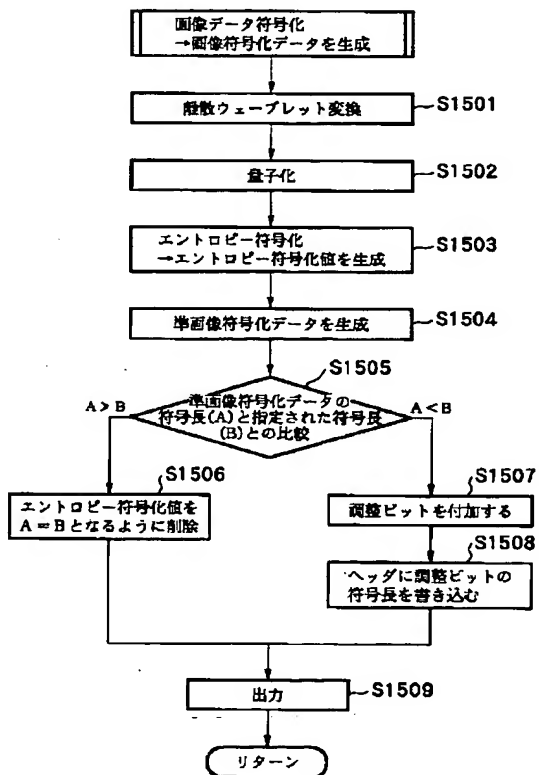 画像データ符号化
→画像符号化データを生成
離散ウェーブレット変換
S1501
量子化
S1502
エントロピー符号化
→エントロピー符号化値を生成
S1503
準画像符号化データを生成
S1504
S1505
準画像符号化データの
符号長(A)と指定された符号長
(B)との比較
A>B
A<B
S1506
エントロピー符号化値を
A=Bとなるように削除
S1507
調整ビットを付加する
S1508
ヘッダに調整ビットの
符号長を書き込む
出力
S1509
リターン